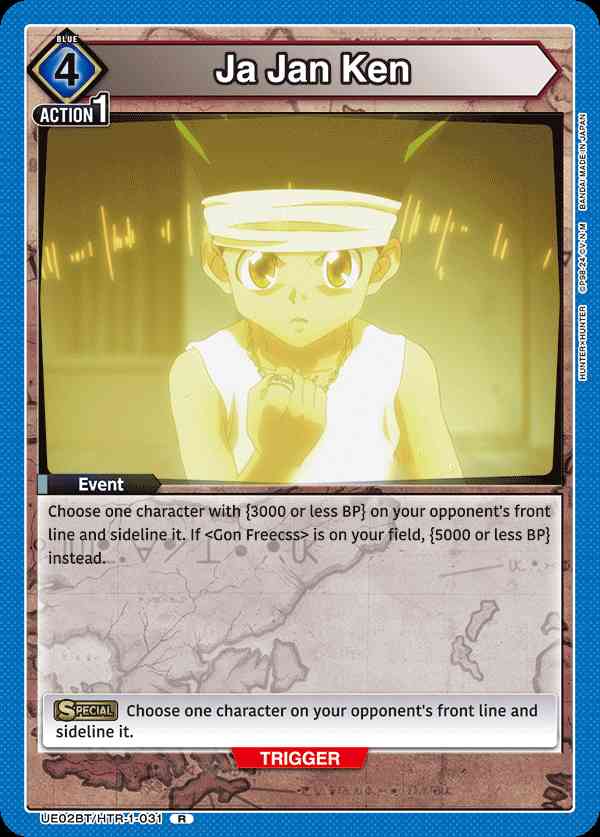 BLUE
4
Ja Jan Ken
ACTION 1
BANDAI MADE IN JAPAN
©P98-24 ©V･N･M
HUNTER×HUNTER
Event
Choose one character with {3000 or less BP} on your opponent's front
line and sideline it. If <Gon Freecss> is on your field, {5000 or less BP}
instead.
SPECIAL Choose one character on your opponent's front line and
sideline it.
TRIGGER
UE02BT/HTR-1-031 R